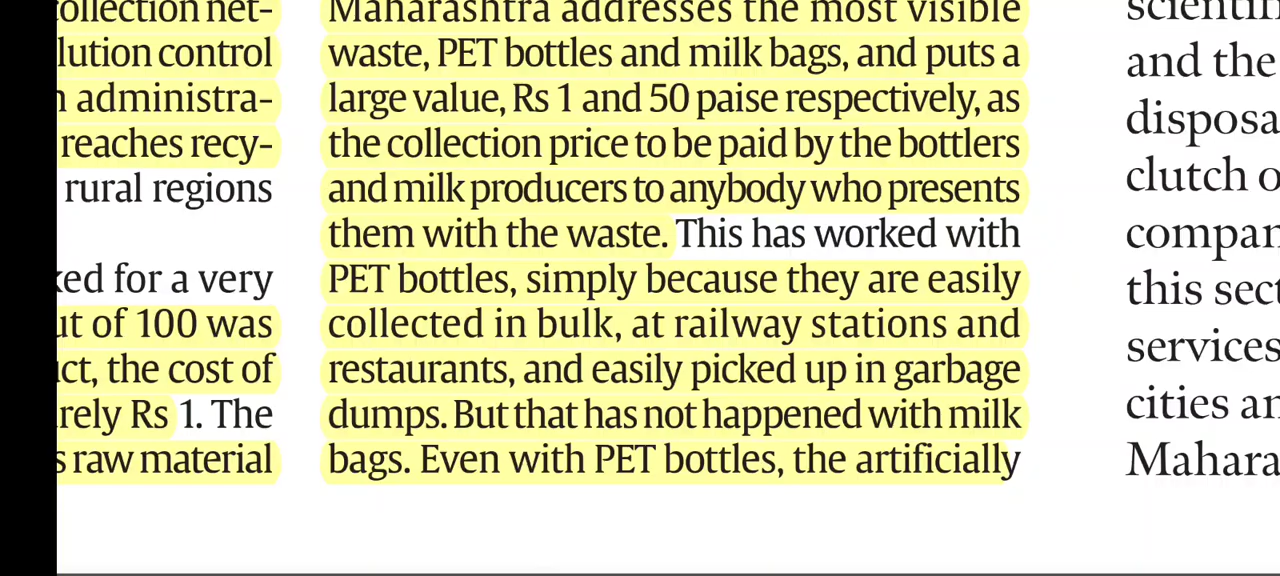 ollection net-
lution control
administra-
reaches recy-
rural regions
ked for a very
ut of 100 was
uct, the cost of
rely Rs 1. The
s raw material
Maharashtra addresses the most visible
waste, PET bottles and milk bags, and puts a
large value, Rs 1 and 50 paise respectively, as
the collection price to be paid by the bottlers
and milk producers to anybody who presents
them with the waste. This has worked with
PET bottles, simply because they are easily
collected in bulk, at railway stations and
restaurants, and easily picked up in garbage
dumps. But that has not happened with milk
bags. Even with PET bottles, the artificially
and the
disposa
clutch o
compan
this sect
services
cities an
Mahara